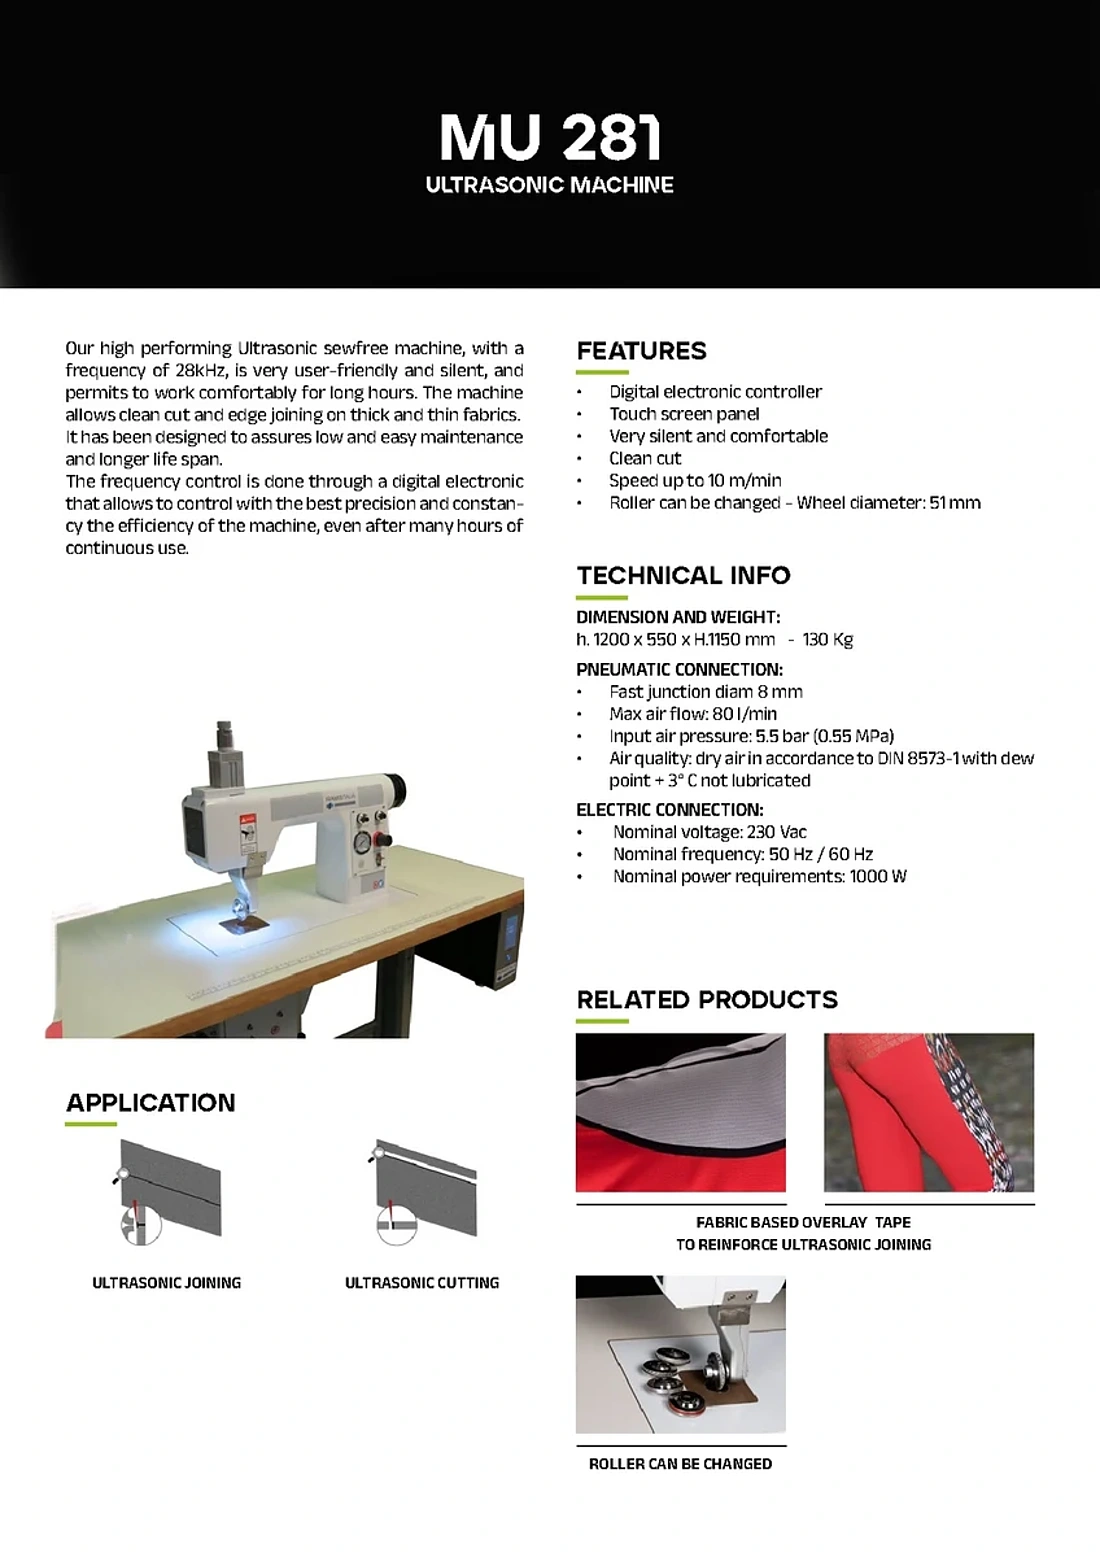 MU 281
ULTRASONIC MACHINE
Our high performing Ultrasonic sewfree machine, with a
frequency of 28kHz, is very user-friendly and silent, and
permits to work comfortably for long hours. The machine
allows clean cut and edge joining on thick and thin fabrics.
It has been designed to assures low and easy maintenance
and longer life span.
The frequency control is done through a digital electronic
that allows to control with the best precision and constan-
cy the efficiency of the machine, even after many hours of
continuous use.
APPLICATION
ULTRASONIC JOINING
ULTRASONIC CUTTING
FEATURES
• Digital electronic controller
• Touch screen panel
• Very silent and comfortable
• Clean cut
• Speed up to 10 m/min
• Roller can be changed - Wheel diameter: 51 mm
TECHNICAL INFO
DIMENSION AND WEIGHT:
h. 1200 x 550 x H.1150 mm - 130 Kg
PNEUMATIC CONNECTION:
• Fast junction diam 8 mm
• Max air flow: 80 l/min
• Input air pressure: 5.5 bar (0.55 MPa)
• Air quality: dry air in accordance to DIN 8573-1 with dew
point + 3° C not lubricated
ELECTRIC CONNECTION:
• Nominal voltage: 230 Vac
• Nominal frequency: 50 Hz / 60 Hz
• Nominal power requirements: 1000 W
RELATED PRODUCTS
FABRIC BASED OVERLAY TAPE
TO REINFORCE ULTRASONIC JOINING
ROLLER CAN BE CHANGED